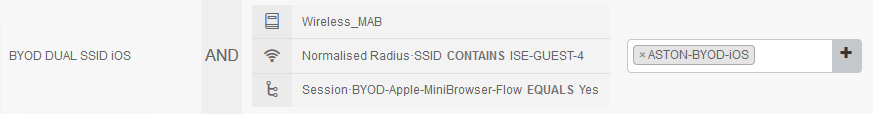 BYOD DUAL SSID iOS
AND
Wireless_MAB
Normalised Radius·SSID CONTAINS ISE-GUEST-4
Session·BYOD-Apple-MiniBrowser-Flow EQUALS Yes
×ASTON-BYOD-iOS
+